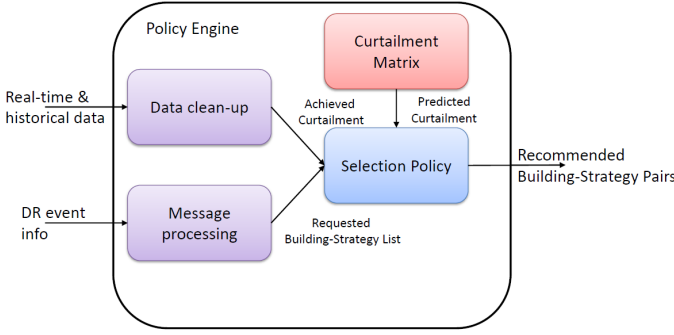 Policy Engine
Curtailment
Matrix
Real-time &
historical data
Data clean-up
Achieved
Curtailment
Predicted
Curtailment
Selection Policy
Recommended
Building-Strategy Pairs
DR event
info
Message
processing
Requested
Building-Strategy List